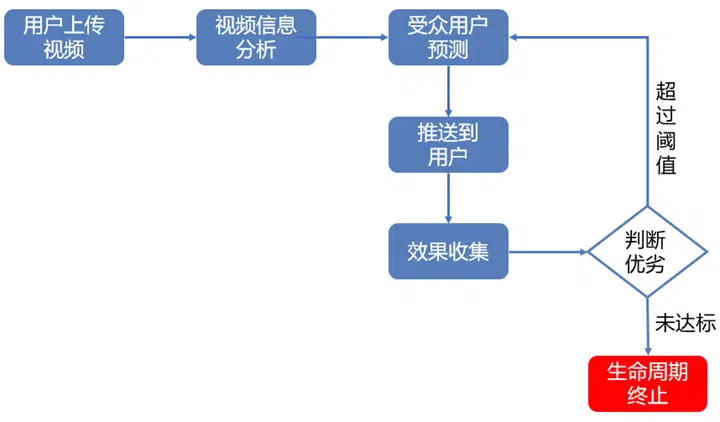 用户上传
视频
视频信息
分析
受众用户
预测
推送到
用户
效果收集
判断
优劣
超
过
阈
值
未达标
生命周期
终止